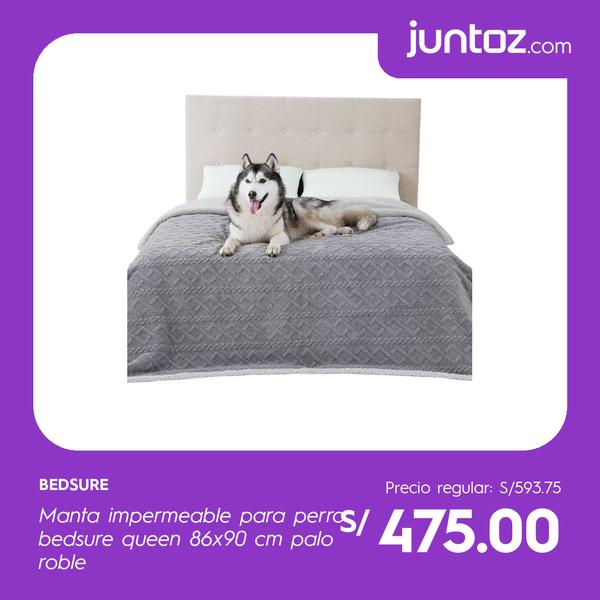 juntoz.com
BEDSURE
Precio regular: S/593.75
Manta impermeable para perro
bedsure queen 86x90 cm palo
roble
S/ 475.00